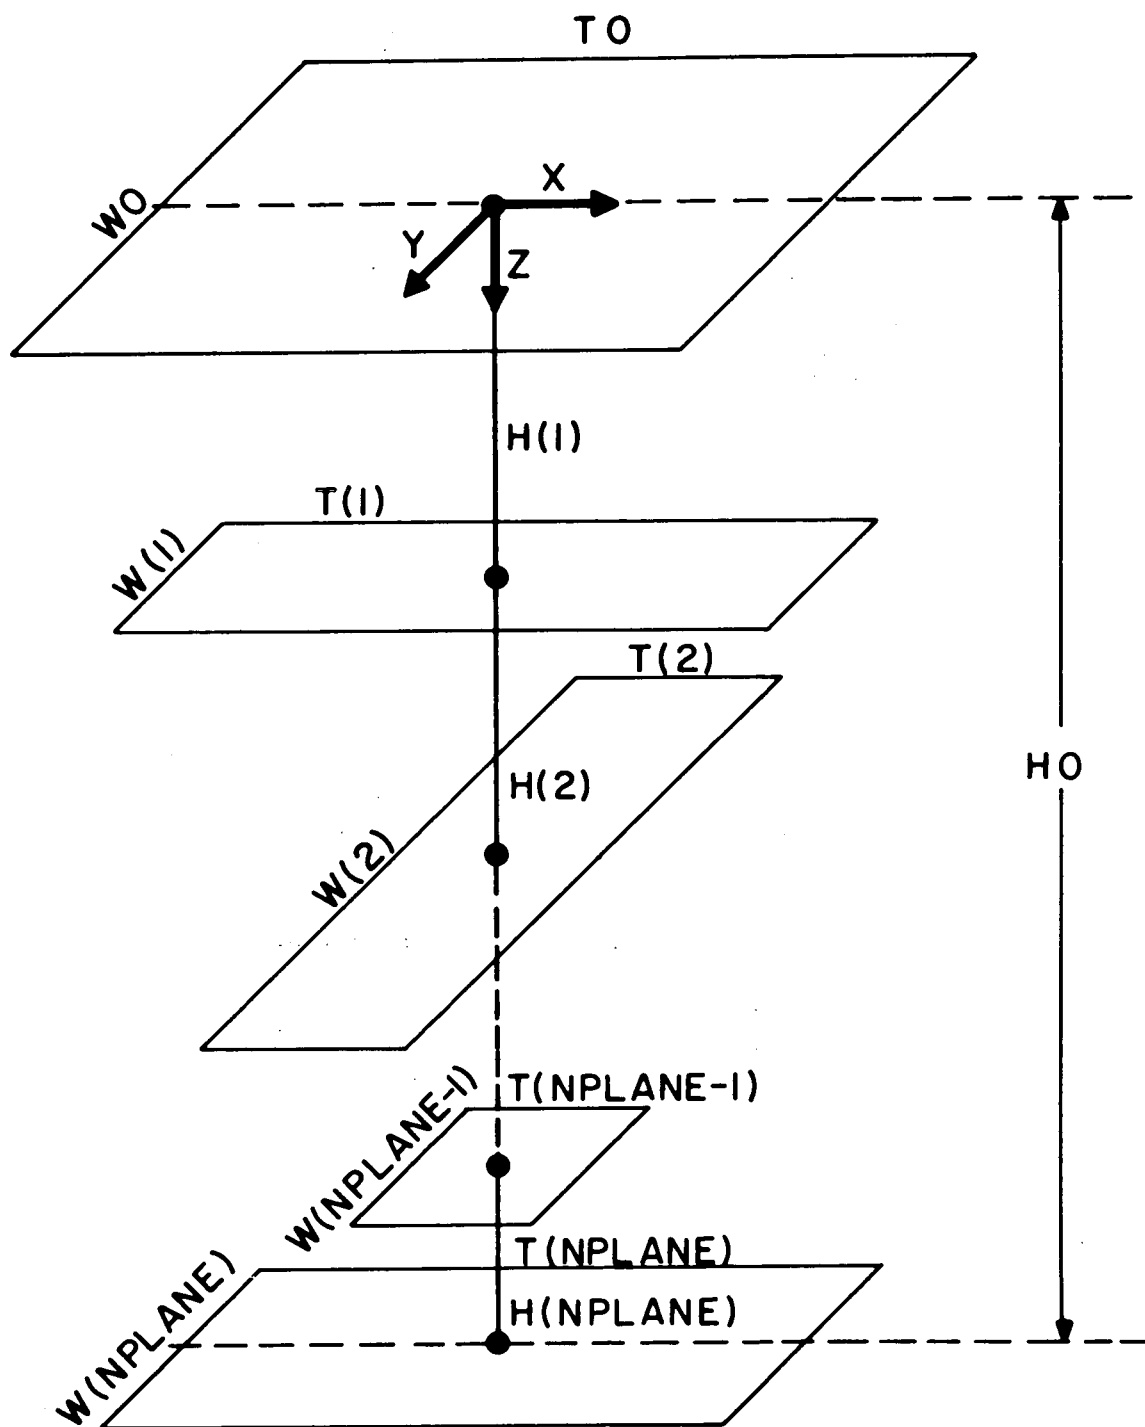 TO
X
WO
Y
Z
H(1)
T(1)
W(1)
T(2)
H(2)
HO
W(2)
T(NPLANE-1)
W(NPLANE-1)
T(NPLANE)
H(NPLANE)
W(NPLANE)